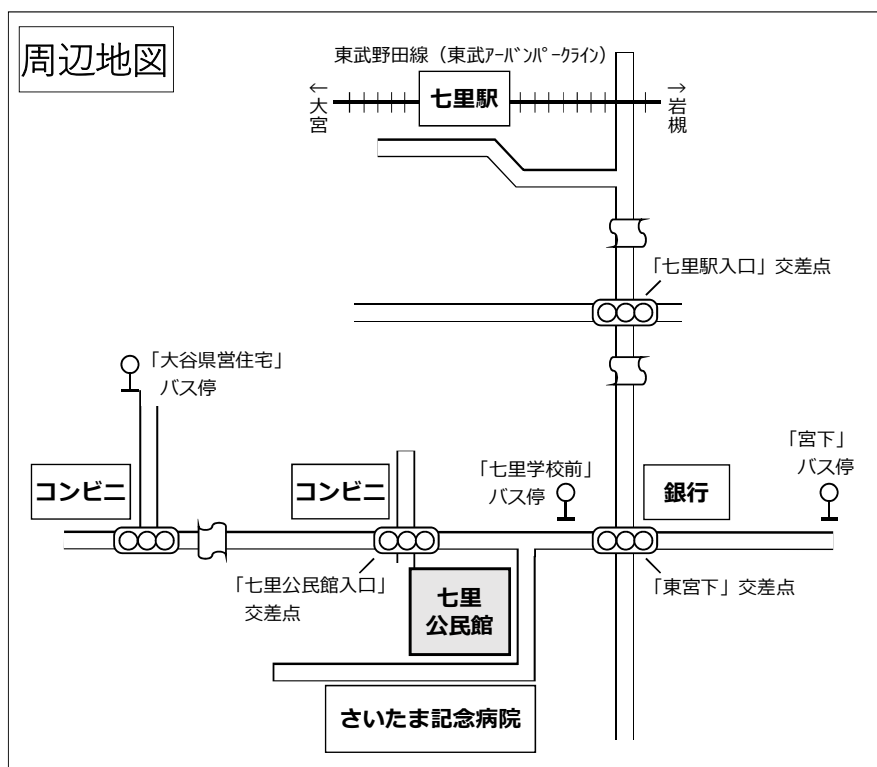 周辺地図
東武野田線（東武ｱｰﾊﾞﾝﾊﾟｰｸﾗｲﾝ）
←大宮
七里駅
→岩槻
「七里駅入口」交差点
「大谷県営住宅」
バス停
コンビニ
コンビニ
「七里学校前」
バス停
銀行
「宮下」
バス停
「七里公民館入口」
交差点
七里
公民館
「東宮下」交差点
さいたま記念病院